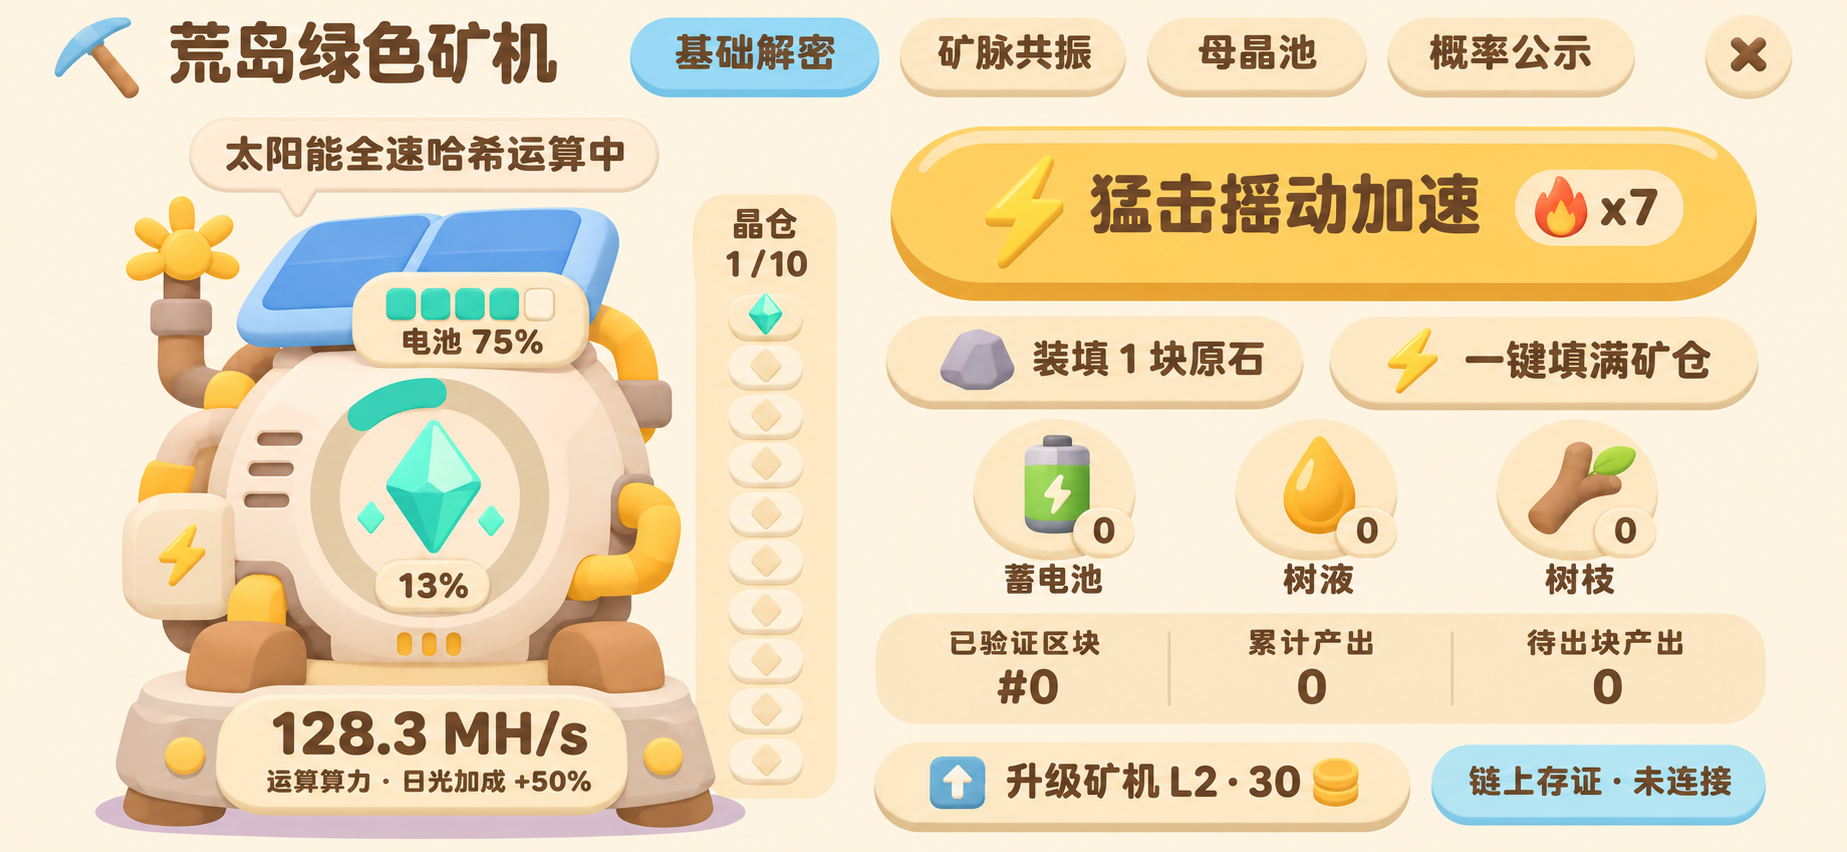 荒岛绿色矿机
基础解密
矿脉共振
母晶池
概率公示
太阳能全速哈希运算中
电池 75%
13%
128.3 MH/s
运算算力 · 日光加成 +50%
晶仓
1/10
猛击摇动加速
x7
装填 1 块原石
一键填满矿仓
0
蓄电池
0
树液
0
树枝
已验证区块
#0
累计产出
0
待出块产出
0
升级矿机 L2 · 30
链上存证 · 未连接